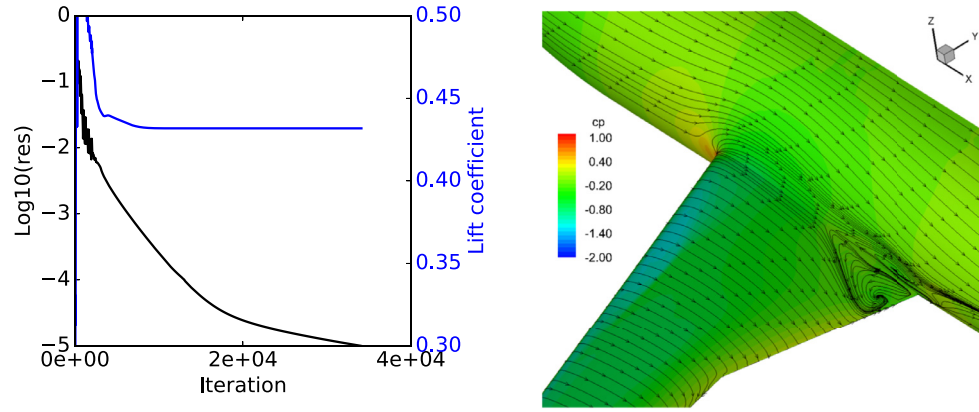 0
−1
−2
−3
−4
−5
Log10(res)
0e+00
2e+04
4e+04
Iteration
0.50
0.45
0.40
0.35
0.30
Lift coefficient
cp
1.00
0.40
-0.20
-0.80
-1.40
-2.00
Z
Y
X